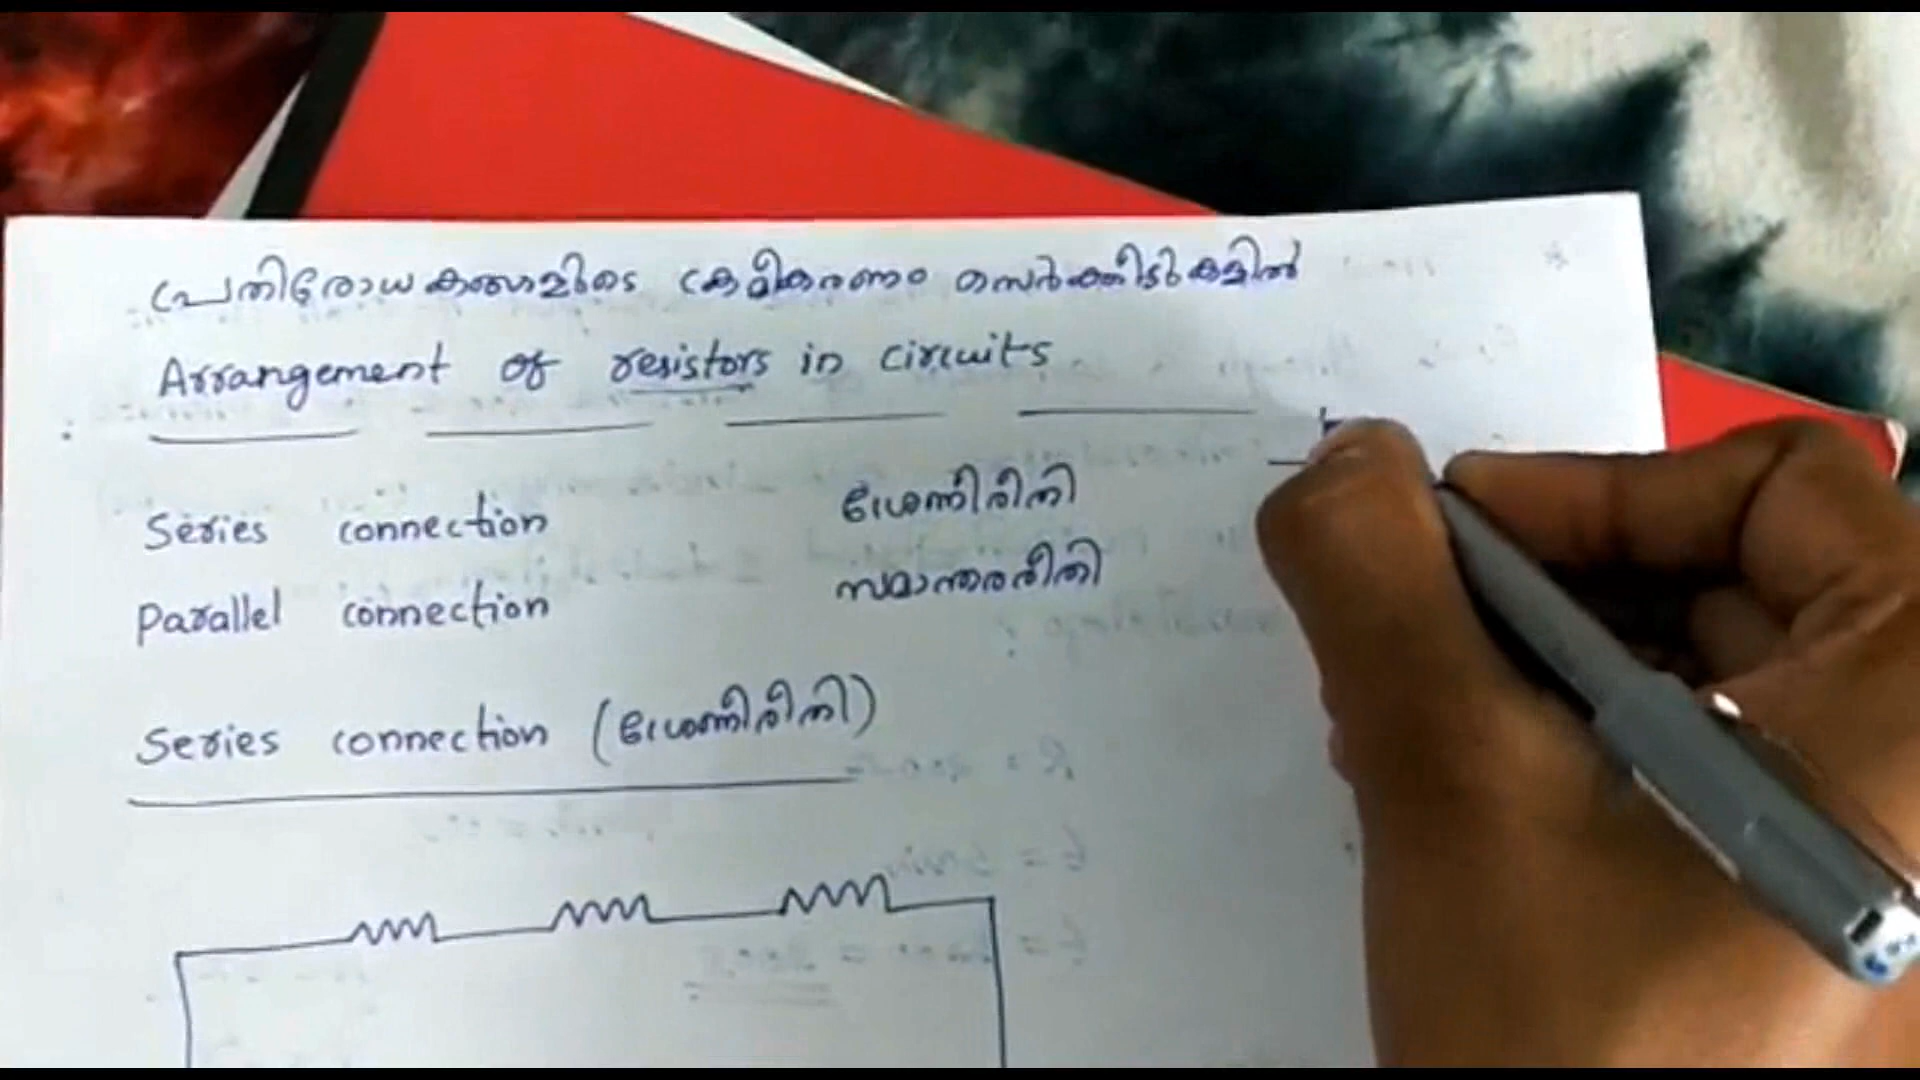 പ്രതിരോധകങ്ങളുടെ ക്രമീകരണം സെർക്കീട്ടുകളിൽ
Arrangement of resistors in circuits
Series connection ശ്രേണീരീതി
Parallel connection സമാന്തരരീതി
Series connection (ശ്രേണീരീതി)